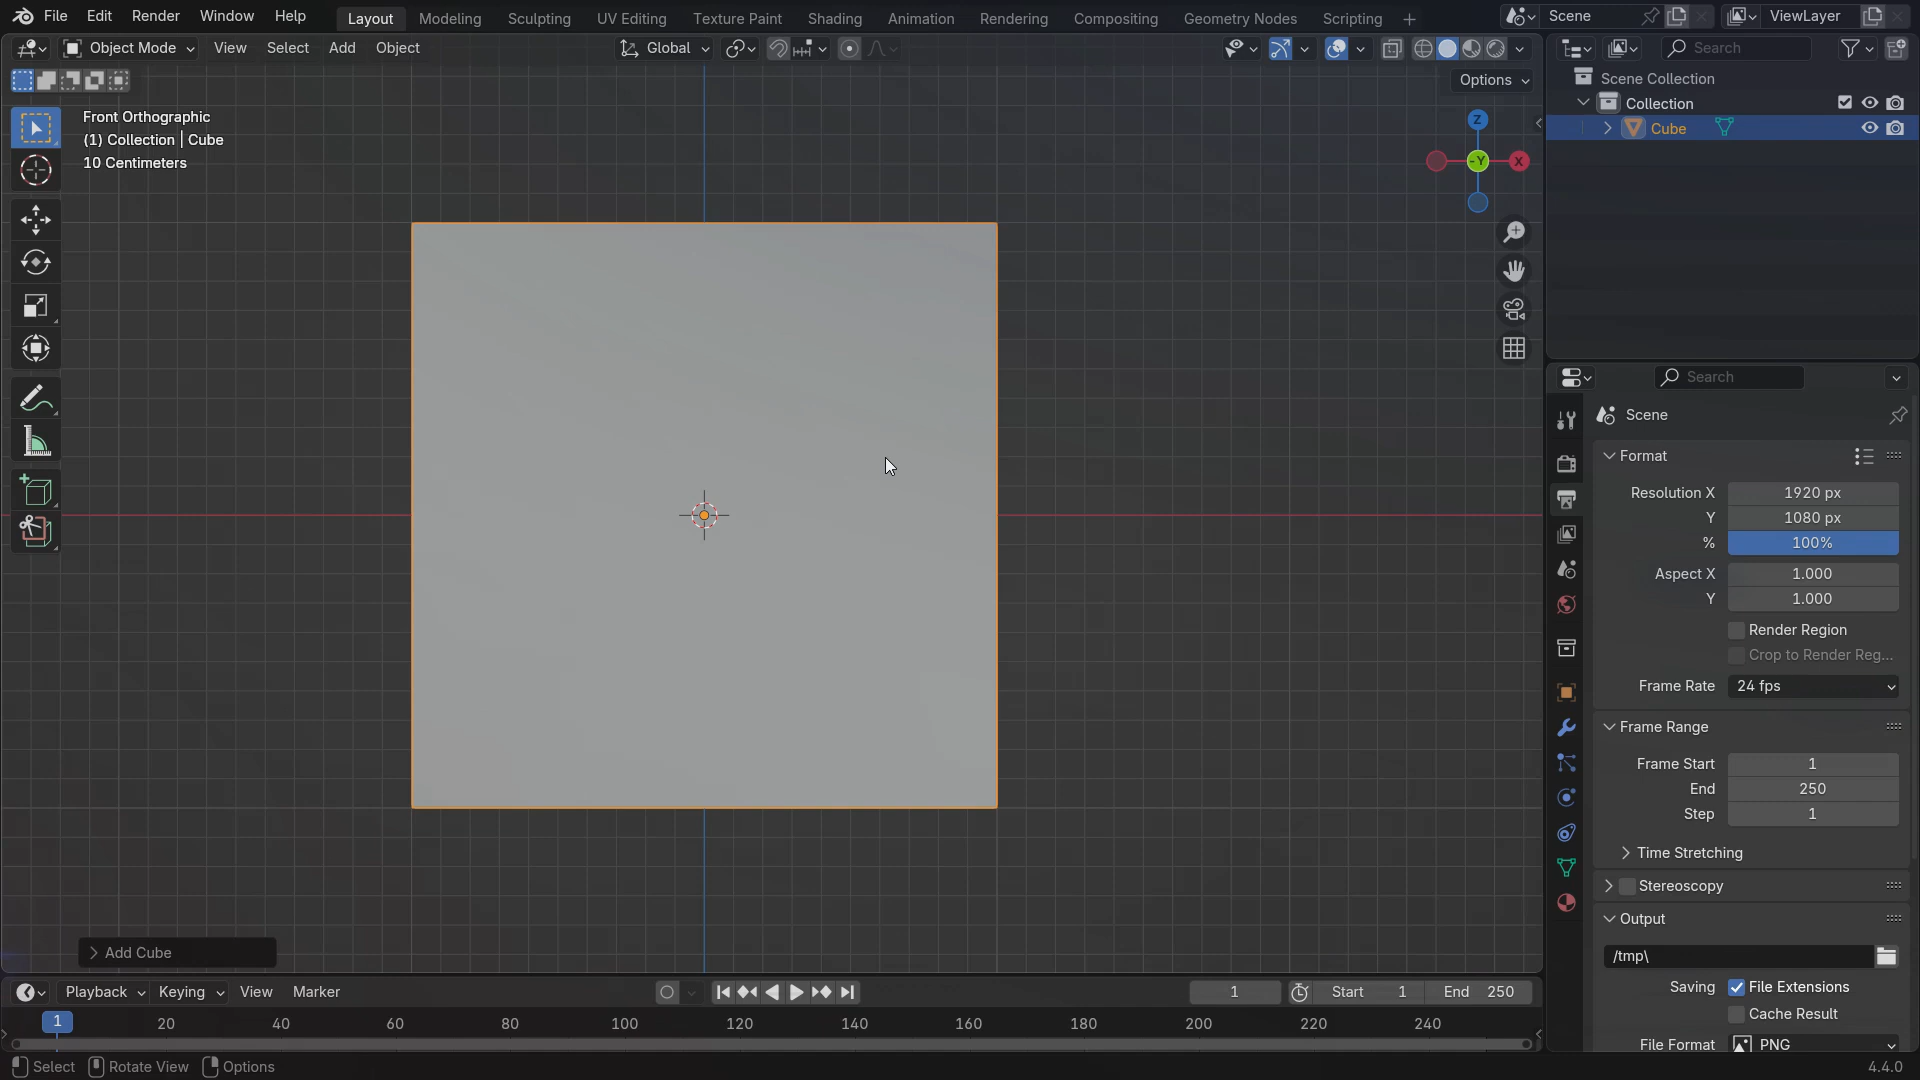 File Edit Render Window Help Layout Modeling Sculpting UV Editing Texture Paint Shading Animation Rendering Compositing Geometry Nodes Scripting Scene ViewLayer
Object Mode View Select Add Object Global
Search
Options
Scene Collection
Collection
Cube
Front Orthographic
(1) Collection | Cube
10 Centimeters
Z
-Y X
Search
Scene
Format
Resolution X 1920 px
Y 1080 px
% 100%
Aspect X 1.000
Y 1.000
Render Region
Crop to Render Reg...
Frame Rate 24 fps
Frame Range
Frame Start 1
End 250
Step 1
Time Stretching
Stereoscopy
Output
/tmp\
Saving File Extensions
Cache Result
File Format PNG
Add Cube
Playback Keying View Marker 1 Start 1 End 250
1 20 40 60 80 100 120 140 160 180 200 220 240
Select Rotate View Options 4.4.0